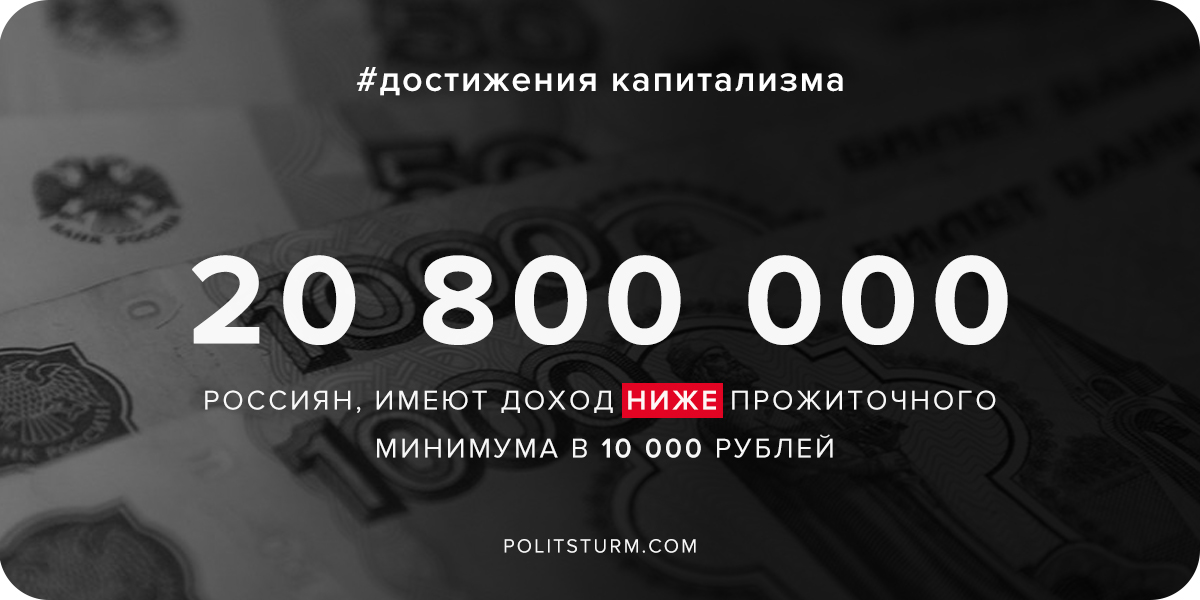 #достижения капитализма
20 800 000
РОССИЯН, ИМЕЮТ ДОХОД НИЖЕ ПРОЖИТОЧНОГО
МИНИМУМА В 10 000 РУБЛЕЙ
POLITSTURM.COM